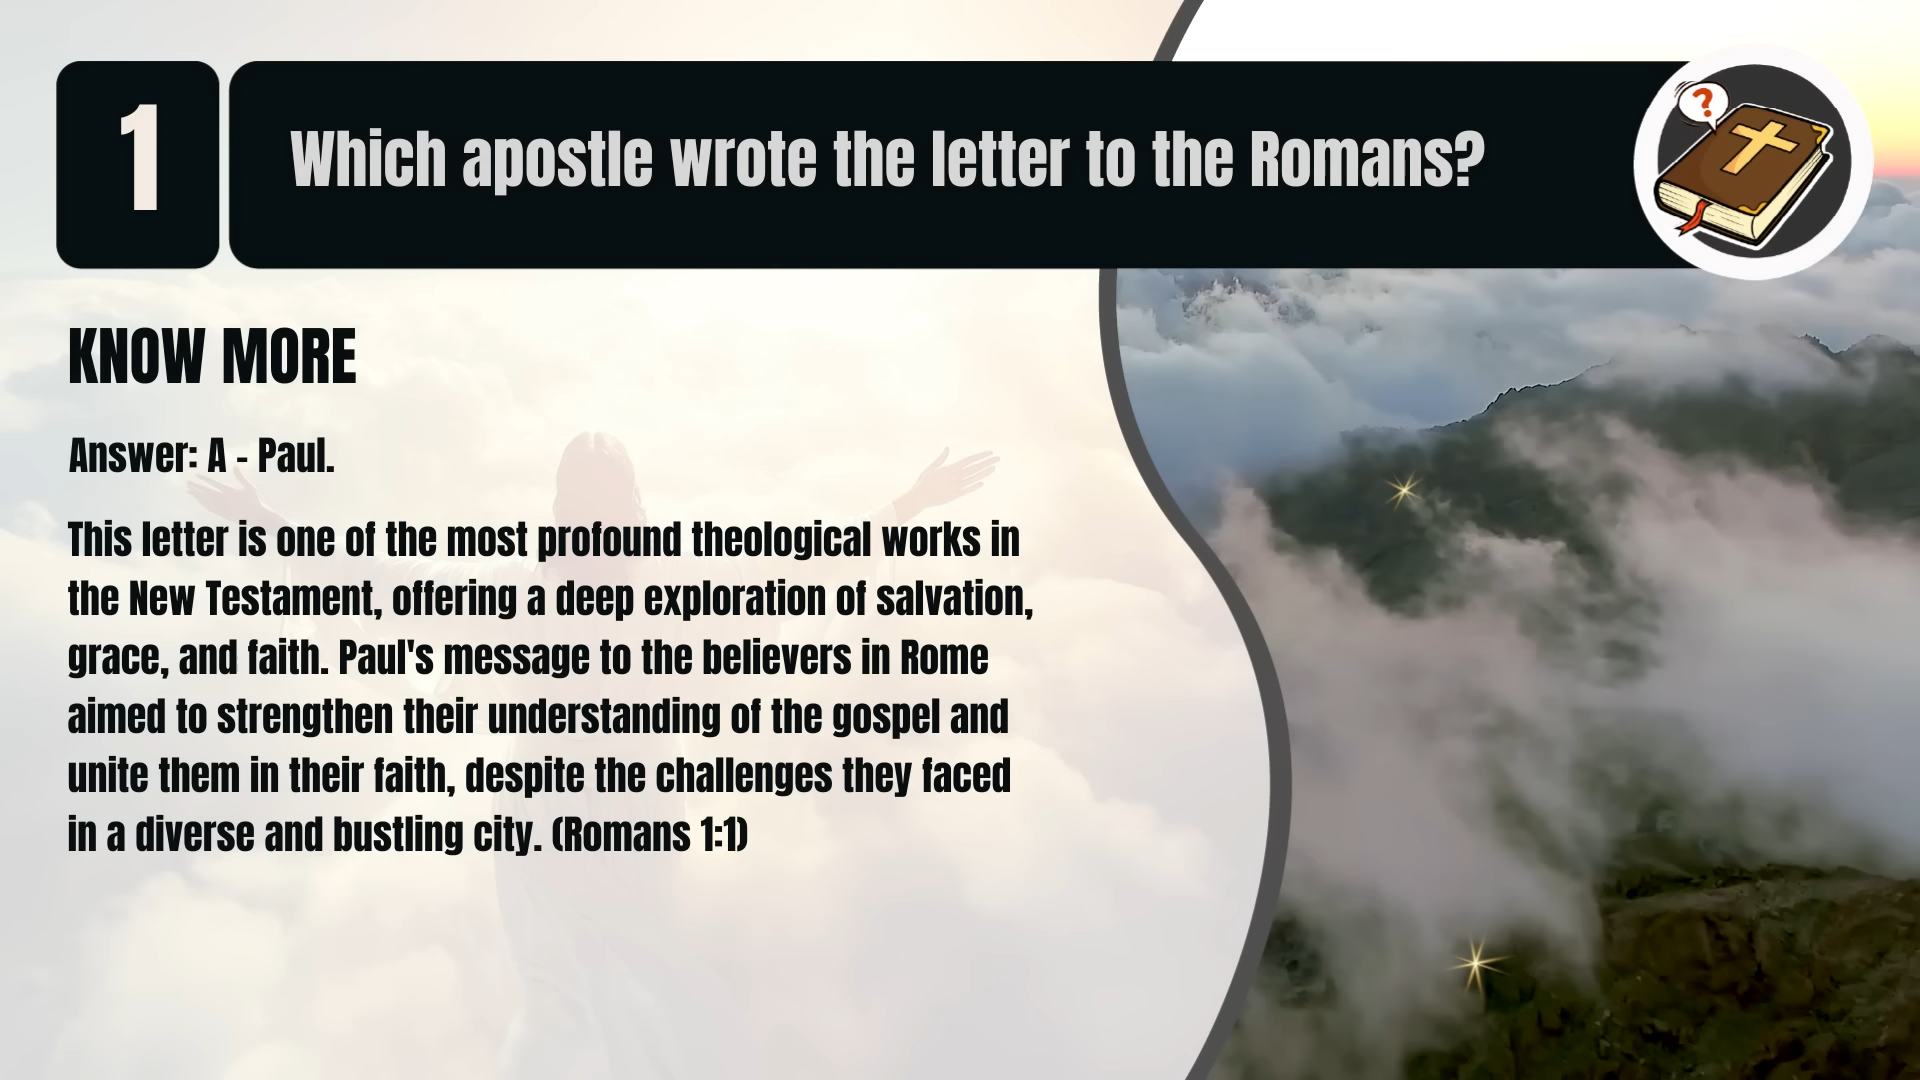 1
Which apostle wrote the letter to the Romans?
?
KNOW MORE
Answer: A - Paul.
This letter is one of the most profound theological works in
the New Testament, offering a deep exploration of salvation,
grace, and faith. Paul's message to the believers in Rome
aimed to strengthen their understanding of the gospel and
unite them in their faith, despite the challenges they faced
in a diverse and bustling city. (Romans 1:1)